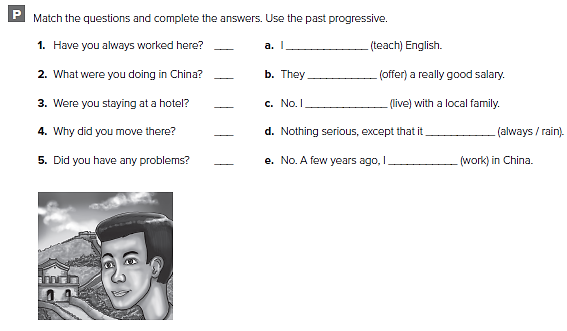 P Match the questions and complete the answers. Use the past progressive.
1. Have you always worked here? ____ a. I ______________ (teach) English.
2. What were you doing in China? ____ b. They ____________ (offer) a really good salary.
3. Were you staying at a hotel? ____ c. No. I ______________ (live) with a local family.
4. Why did you move there? ____ d. Nothing serious, except that it ____________ (always / rain).
5. Did you have any problems? ____ e. No. A few years ago, I ____________ (work) in China.